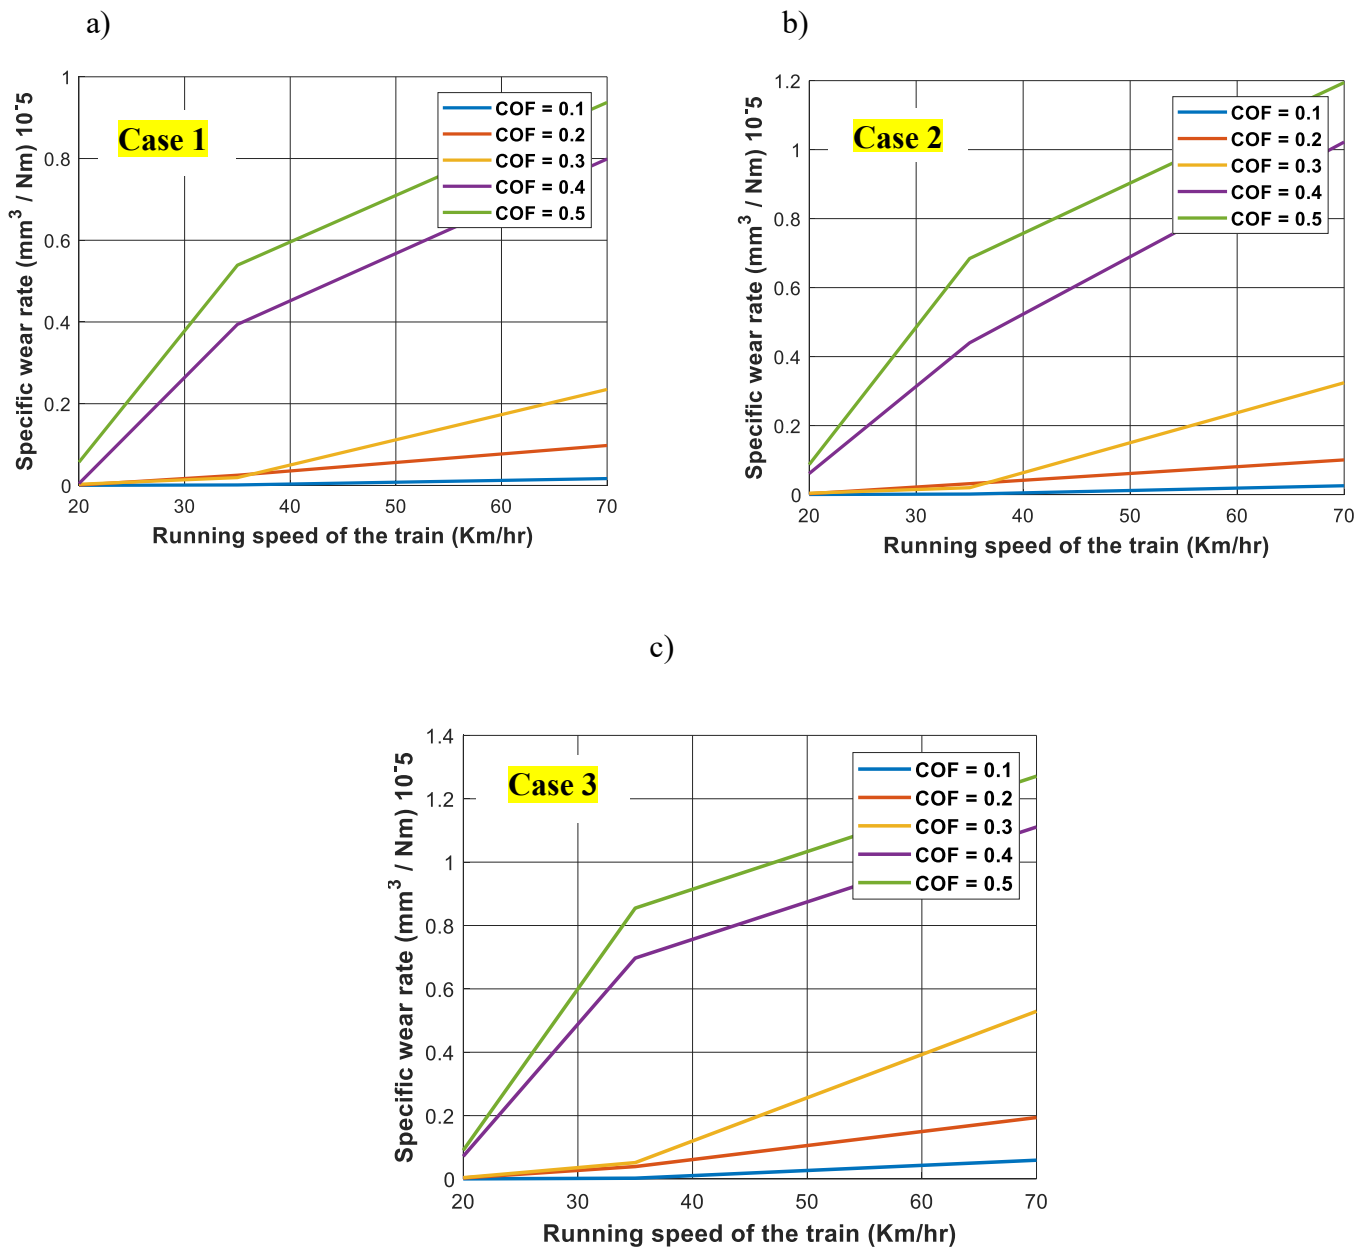 a)
Specific wear rate (mm³ / Nm) 10⁻5
1
0.8
0.6
0.4
0.2
0
Case 1
COF = 0.1
COF = 0.2
COF = 0.3
COF = 0.4
COF = 0.5
20 30 40 50 60 70
Running speed of the train (Km/hr)
b)
Specific wear rate (mm³ / Nm) 10⁻5
1.2
1
0.8
0.6
0.4
0.2
0
Case 2
COF = 0.1
COF = 0.2
COF = 0.3
COF = 0.4
COF = 0.5
20 30 40 50 60 70
Running speed of the train (Km/hr)
c)
Specific wear rate (mm³ / Nm) 10⁻5
1.4
1.2
1
0.8
0.6
0.4
0.2
0
Case 3
COF = 0.1
COF = 0.2
COF = 0.3
COF = 0.4
COF = 0.5
20 30 40 50 60 70
Running speed of the train (Km/hr)